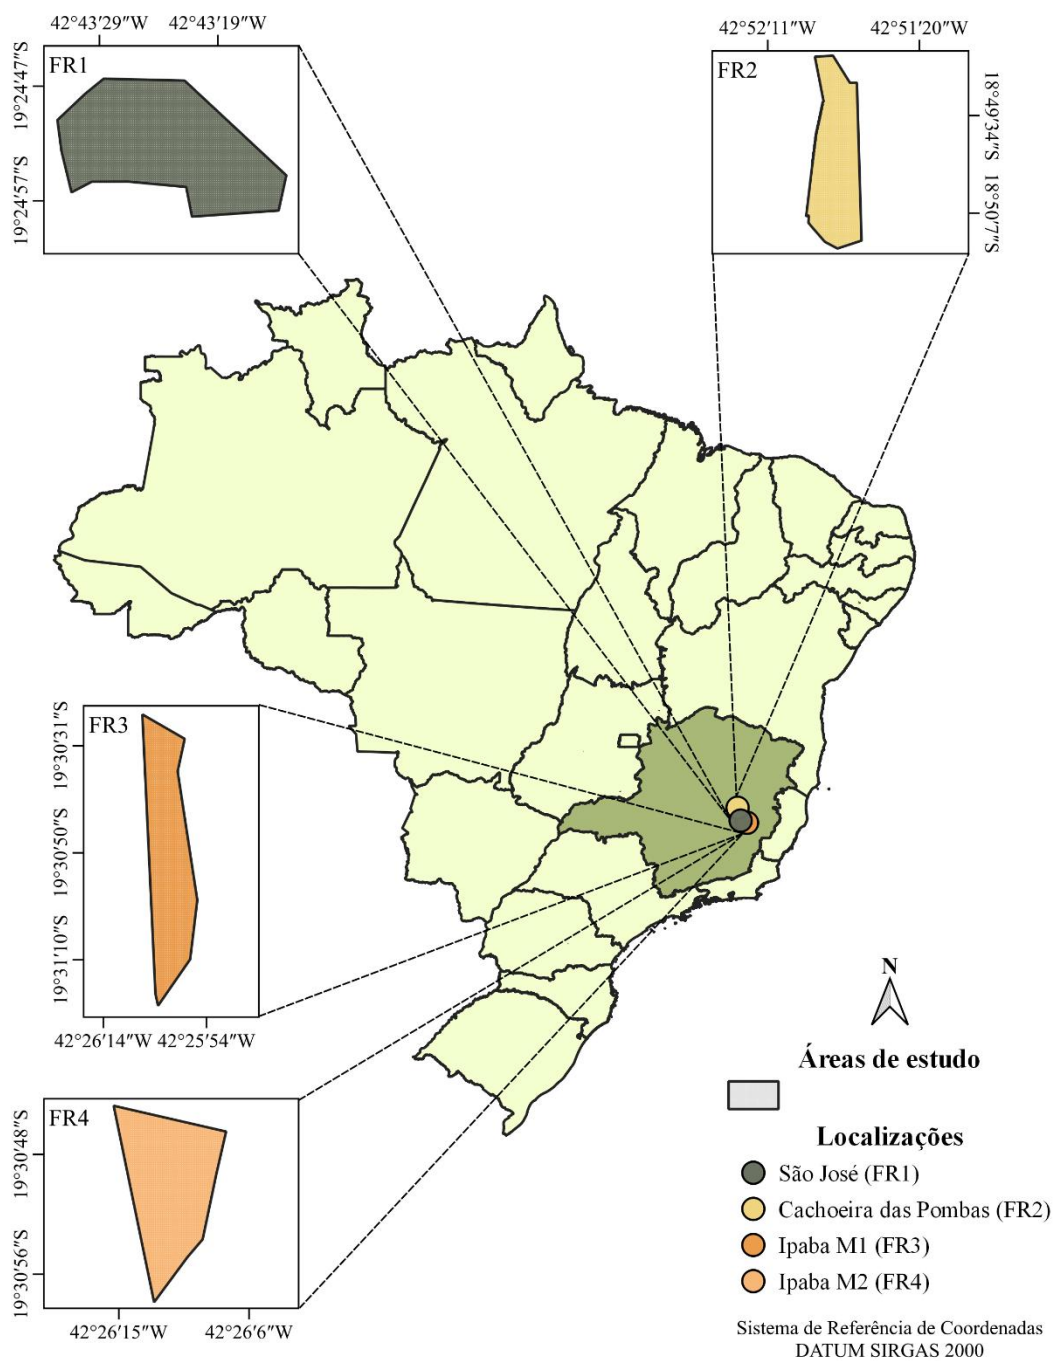 42°43′29″W 42°43′19″W
FR1
19°24′47″S
19°24′57″S
42°52′11″W 42°51′20″W
FR2
18°49′34″S
18°50′7″S
FR3
19°30′31″S
19°30′50″S
19°31′10″S
42°26′14″W 42°25′54″W
FR4
19°30′48″S
19°30′56″S
42°26′15″W 42°26′6″W
N
Áreas de estudo
Localizações
São José (FR1)
Cachoeira das Pombas (FR2)
Ipaba M1 (FR3)
Ipaba M2 (FR4)
Sistema de Referência de Coordenadas
DATUM SIRGAS 2000